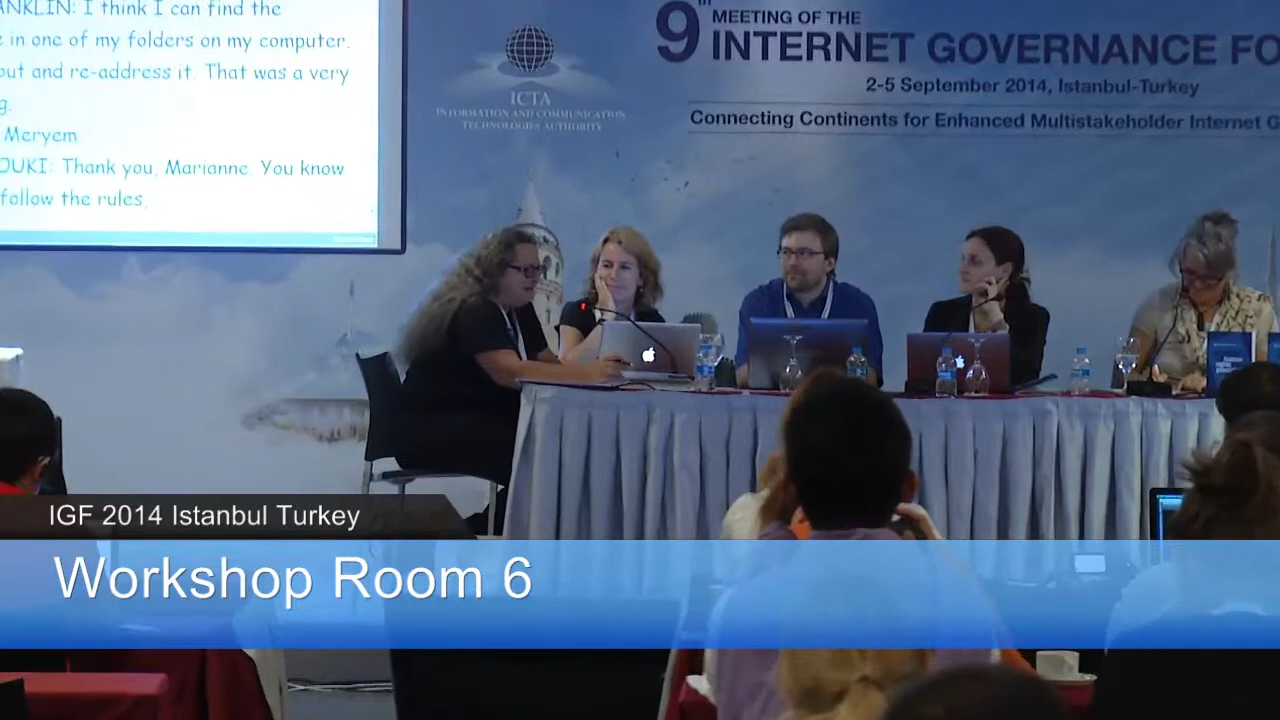 ANKLIN: I think I can find the
in one of my folders on my computer.
out and re-address it. That was a very
g.
Meryem
OUKI: Thank you, Marianne. You know
follow the rules,
ICTA
INFORMATION AND COMMUNICATION
TECHNOLOGIES AUTHORITY
9th MEETING OF THE
INTERNET GOVERNANCE FO
2-5 September 2014, Istanbul-Turkey
Connecting Continents for Enhanced Multistakeholder Internet G
IGF 2014 Istanbul Turkey
Workshop Room 6